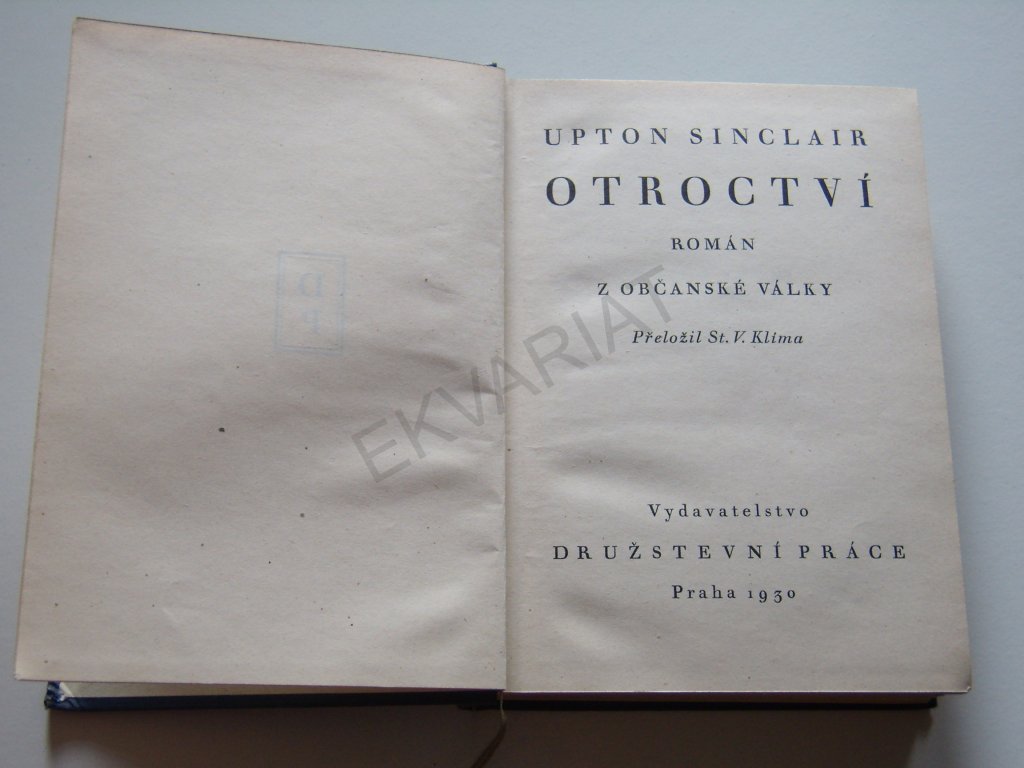 D
P
UPTON SINCLAIR
OTROCTVÍ
ROMÁN
Z OBČANSKÉ VÁLKY
Přeložil St. V. Klíma
EKVARIAT
Vydavatelstvo
DRUŽSTEVNÍ PRÁCE
Praha 1930